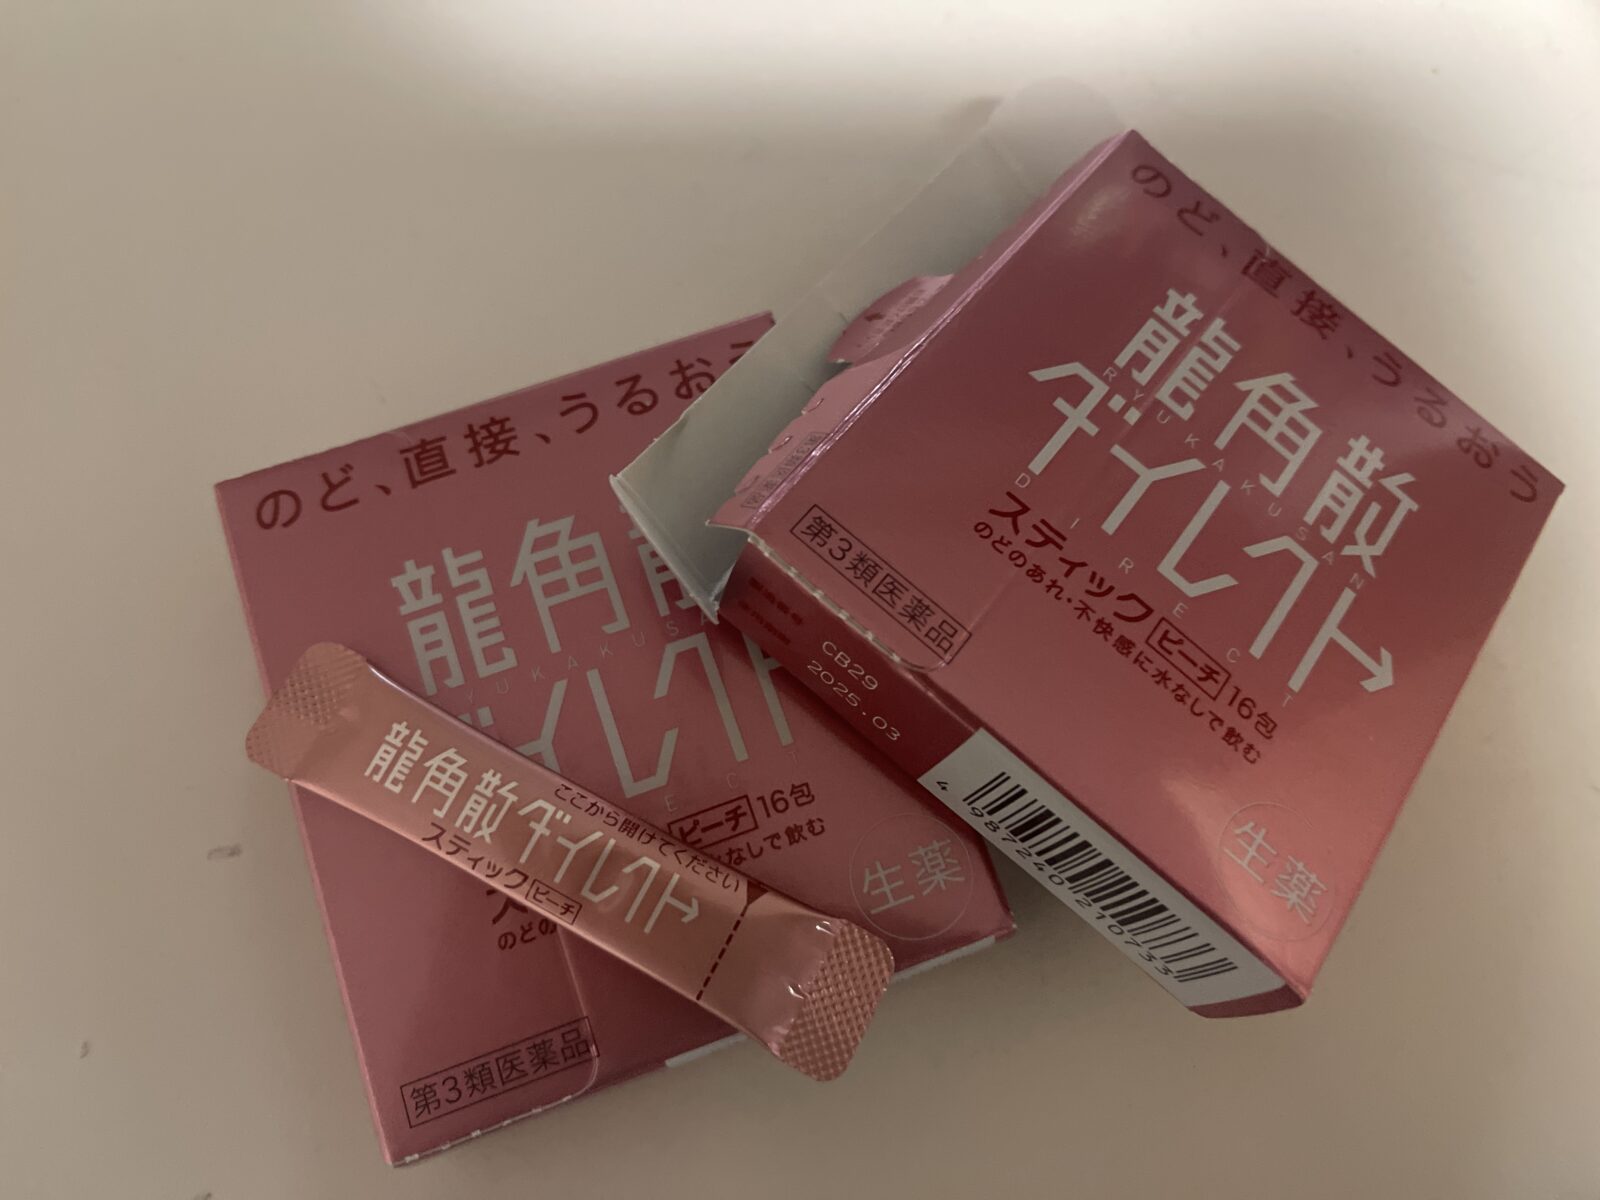 のど、直接、うるおう
龍角散
RYUKAKUSAN
ダイレクト
DIRECT
スティック ピーチ 16包
のどのあれ・不快感に水なしで飲む
生薬
第3類医薬品
CB29
2025.03
4 987240 210733
のど、直接、うるおう
龍角
ダイレクト
ECT
ピーチ 16包
なしで飲む
生薬
第3類医薬品
ここから開けてください
龍角散ダイレクト
スティック ピーチ